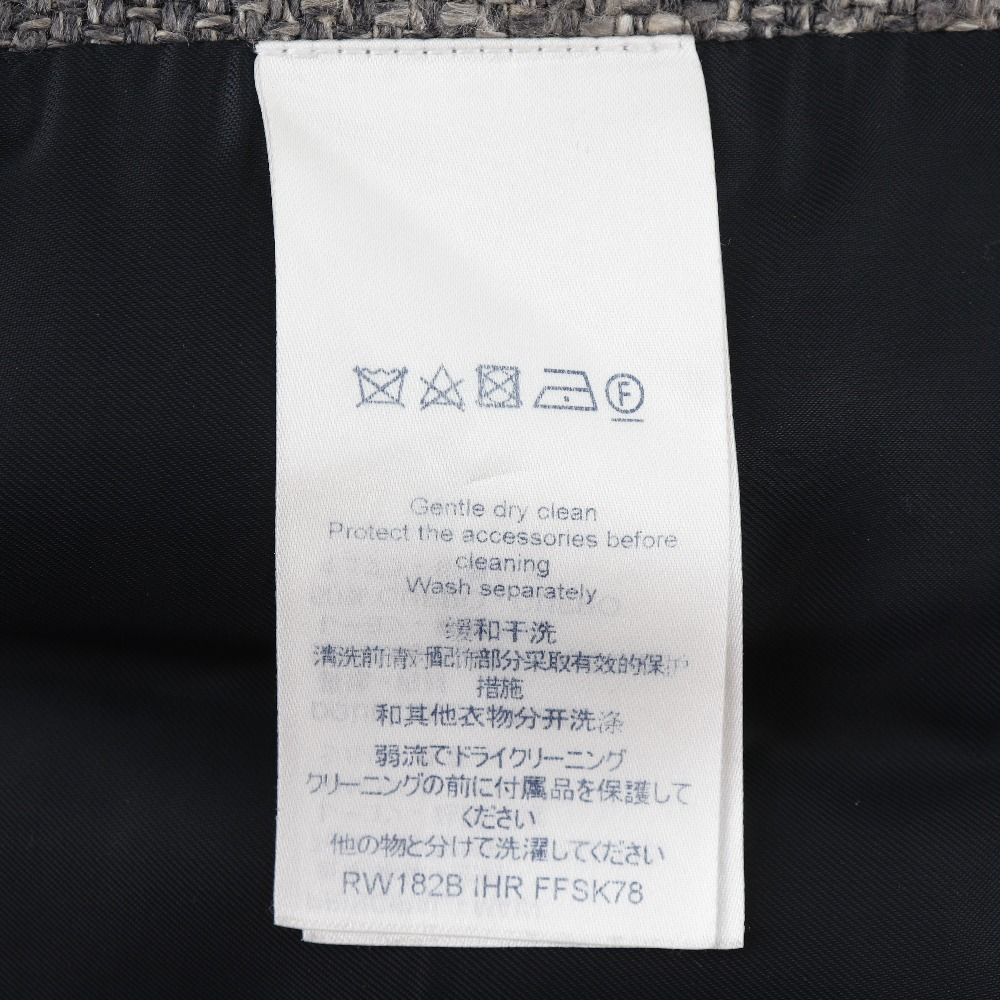 F
Gentle dry clean
Protect the accessories before
cleaning
Wash separately
缓和干洗
清洗前请对配饰部分采取有效的保护
措施
和其他衣物分开洗涤
弱流でドライクリーニング
クリーニングの前に付属品を保護して
ください
他の物と分けて洗濯してください
RW182B IHR FFSK78